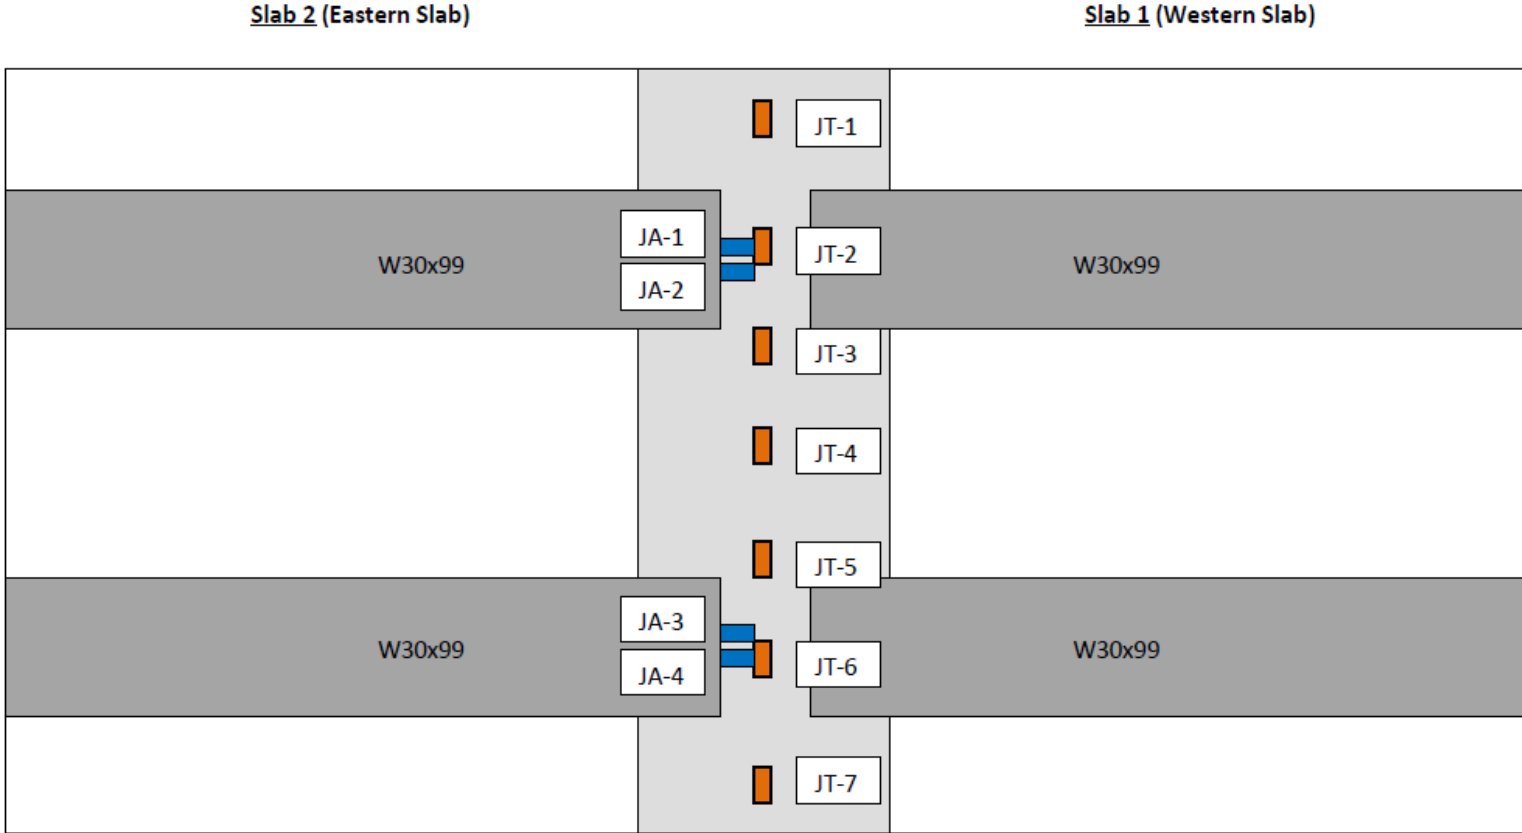 Slab 2 (Eastern Slab)
Slab 1 (Western Slab)
JT-1
JA-1
JT-2
W30x99
W30x99
JA-2
JT-3
JT-4
JT-5
JA-3
W30x99
W30x99
JT-6
JA-4
JT-7